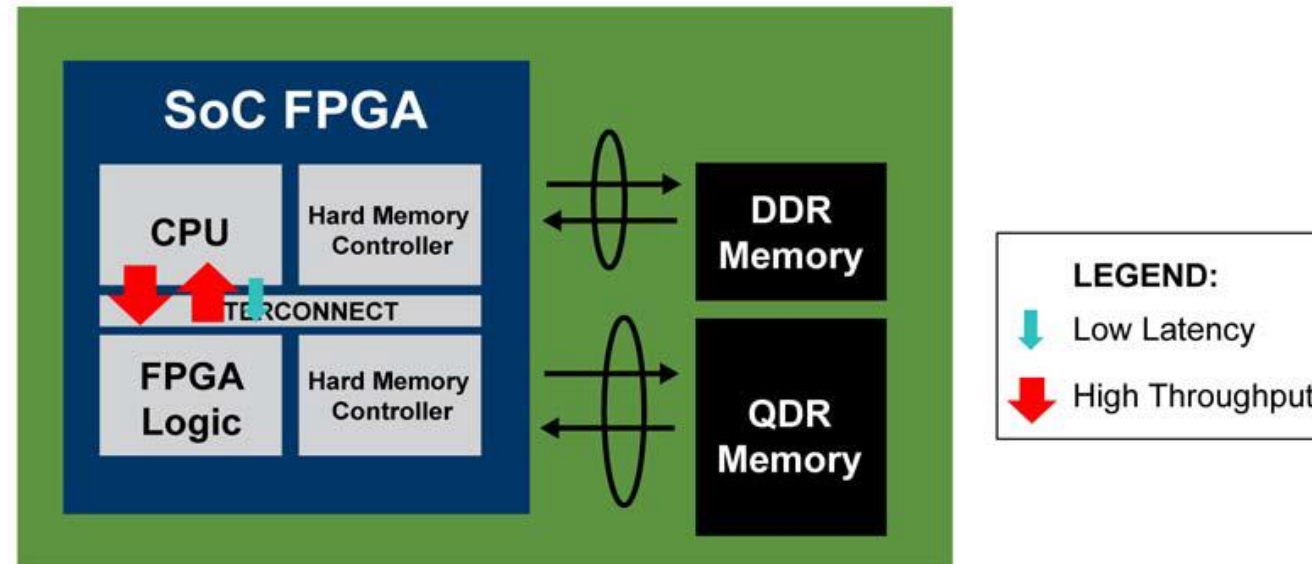 SoC FPGA
CPU
Hard Memory
Controller
TERCONNECT
FPGA
Logic
Hard Memory
Controller
DDR
Memory
QDR
Memory
LEGEND:
Low Latency
High Throughput